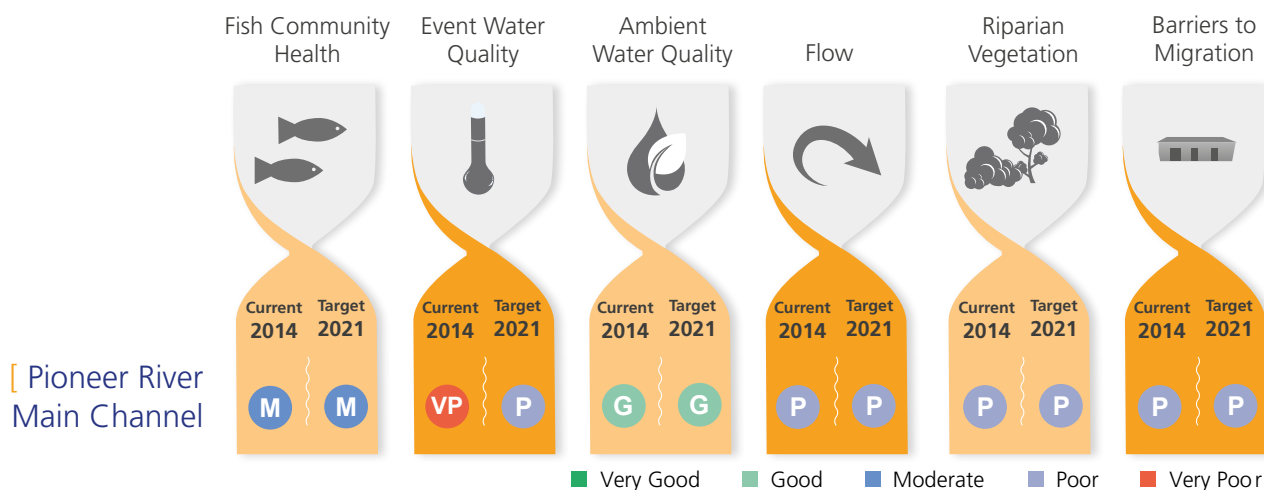 Fish Community
Health
Event Water
Quality
Ambient
Water Quality
Flow
Riparian
Vegetation
Barriers to
Migration
Current Target
2014 2021
Current Target
2014 2021
Current Target
2014 2021
Current Target
2014 2021
Current Target
2014 2021
Current Target
2014 2021
[ Pioneer River
Main Channel
M M
VP P
G G
P P
P P
P P
Very Good Good Moderate Poor Very Poor